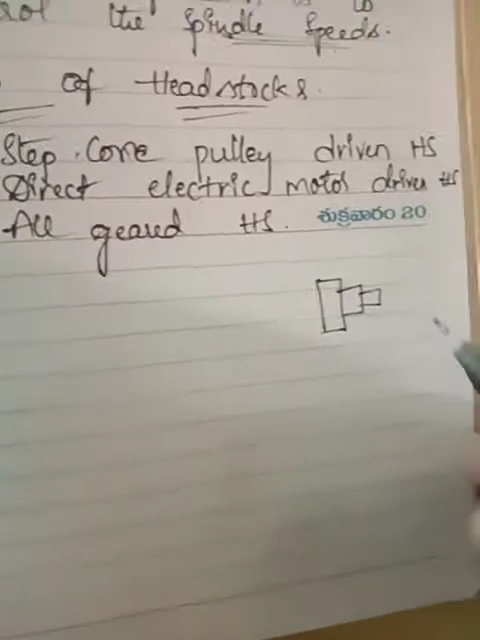 the spindle speeds.
of Headstocks.
Step Cone pulley driven HS
Direct electric motor driven HS
All geared HS. శుక్రవారం 20